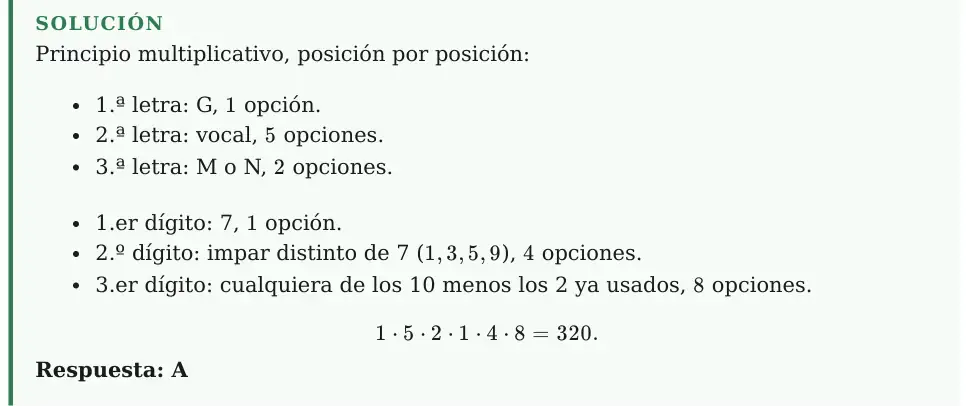 SOLUCIÓN
Principio multiplicativo, posición por posición:
• 1.ª letra: G, 1 opción.
• 2.ª letra: vocal, 5 opciones.
• 3.ª letra: M o N, 2 opciones.
• 1.er dígito: 7, 1 opción.
• 2.º dígito: impar distinto de 7 (1, 3, 5, 9), 4 opciones.
• 3.er dígito: cualquiera de los 10 menos los 2 ya usados, 8 opciones.
1 · 5 · 2 · 1 · 4 · 8 = 320.
Respuesta: A